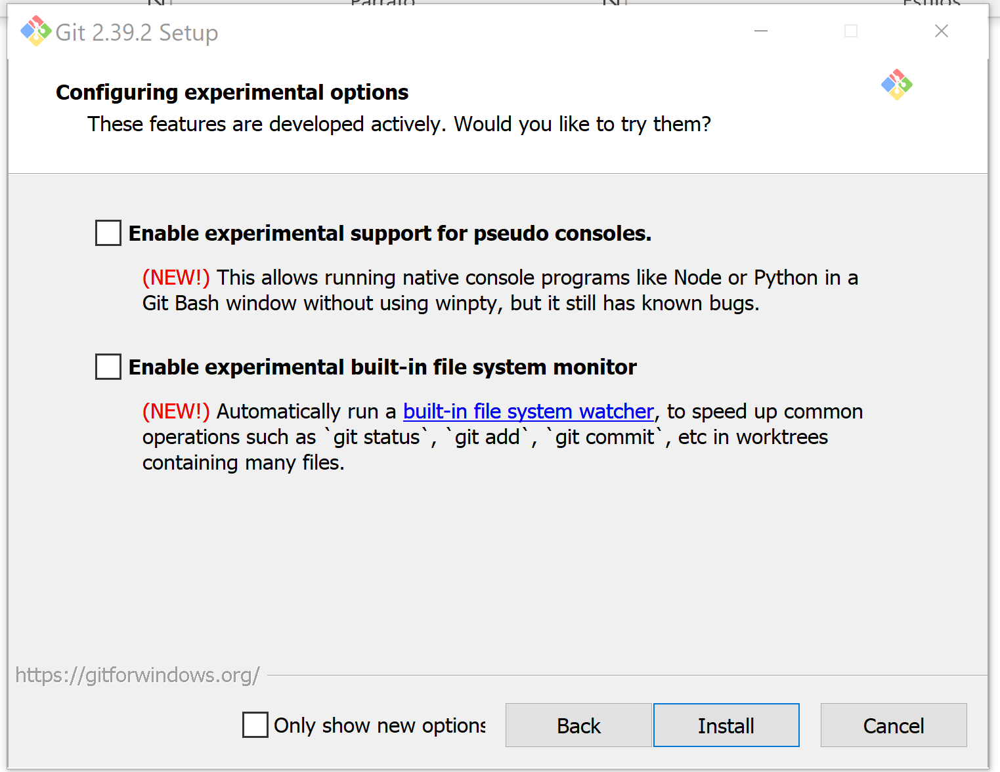 Git 2.39.2 Setup
Configuring experimental options
These features are developed actively. Would you like to try them?
Enable experimental support for pseudo consoles.
(NEW!) This allows running native console programs like Node or Python in a
Git Bash window without using winpty, but it still has known bugs.
Enable experimental built-in file system monitor
(NEW!) Automatically run a built-in file system watcher, to speed up common
operations such as `git status`, `git add`, `git commit`, etc in worktrees
containing many files.
https://gitforwindows.org/
Only show new options
Back
Install
Cancel